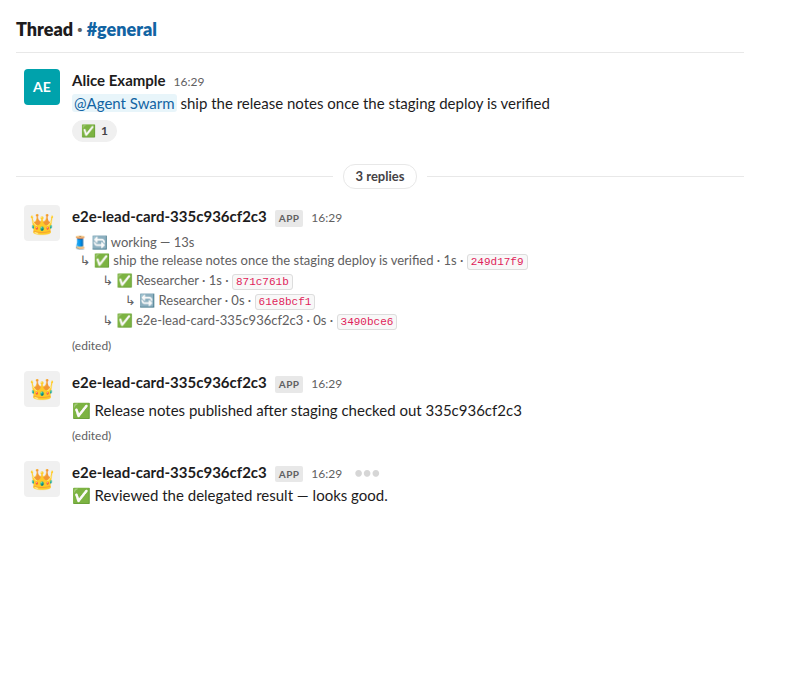 Thread • #general
AE
Alice Example 16:29
@Agent Swarm ship the release notes once the staging deploy is verified
✅ 1
3 replies
e2e-lead-card-335c936cf2c3 APP 16:29
🧵 🔄 working — 13s
↳ ✅ ship the release notes once the staging deploy is verified · 1s · 249d17f9
↳ ✅ Researcher · 1s · 871c761b
↳ 🔄 Researcher · 0s · 61e8bcf1
↳ ✅ e2e-lead-card-335c936cf2c3 · 0s · 3490bce6
(edited)
e2e-lead-card-335c936cf2c3 APP 16:29
✅ Release notes published after staging checked out 335c936cf2c3
(edited)
e2e-lead-card-335c936cf2c3 APP 16:29
✅ Reviewed the delegated result — looks good.